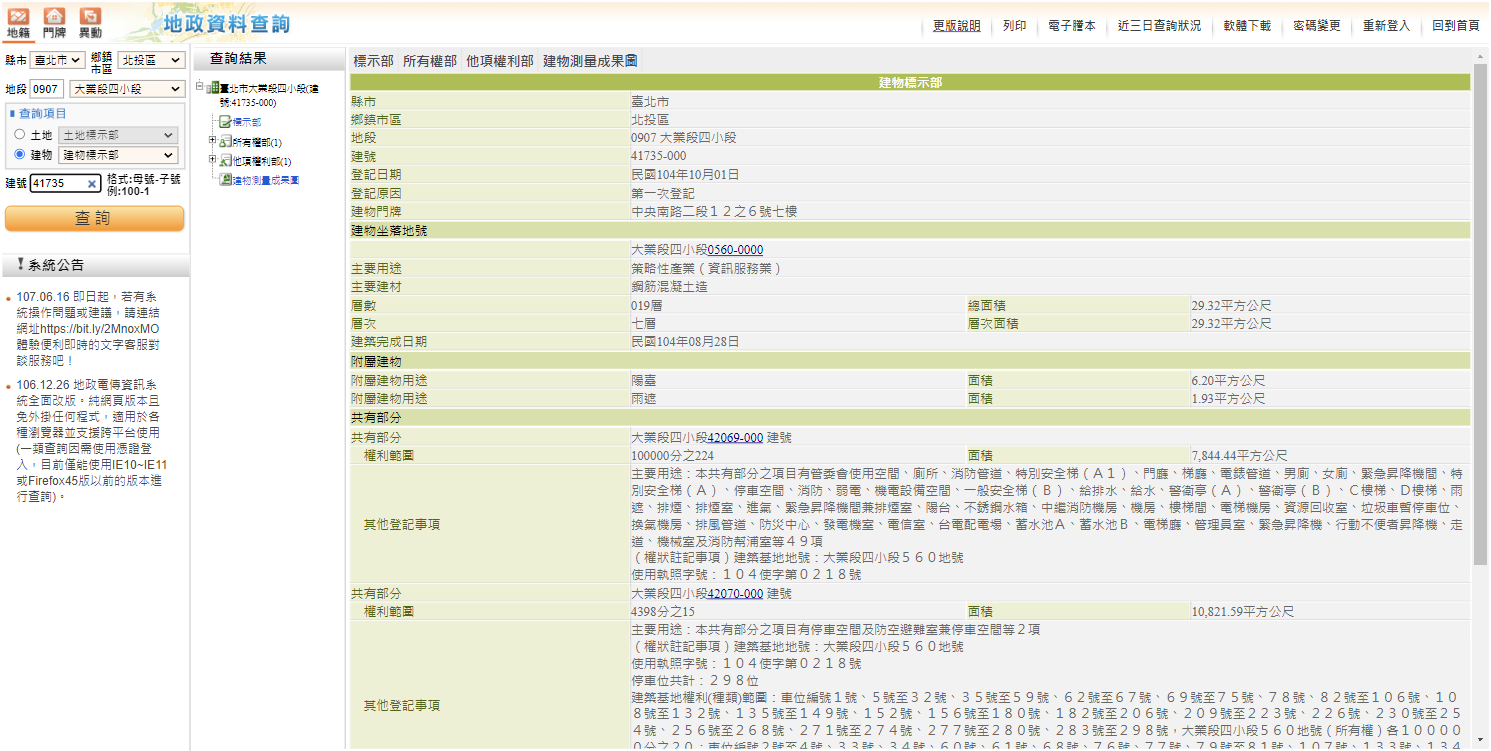 地籍 門牌 異動
地政資料查詢
更版說明 列印 電子謄本 近三日查詢狀況 軟體下載 密碼變更 重新登入 回到首頁
縣市 臺北市 鄉鎮市區 北投區
地段 0907 大業段四小段
查詢項目
土地 土地標示部
建物 建物標示部
建號 41735 格式:母號-子號
例:100-1
查詢
系統公告
107.06.16 即日起，若有系
統操作問題或建議，請連結
網址https://bit.ly/2MnoxMO
體驗便利即時的文字客服對
談服務吧！
106.12.26 地政電傳資訊系
統全面改版。純網頁版本且
免外掛任何程式，適用於各
種瀏覽器並支援跨平台使用
(一類查詢因需使用憑證登
入，目前僅能使用IE10~IE11
或Firefox45版以前的版本進
行查詢)。
查詢結果
臺北市大業段四小段(建
號:41735-000)
標示部
所有權部(1)
他項權利部(1)
建物測量成果圖
標示部 所有權部 他項權利部 建物測量成果圖
建物標示部
縣市 臺北市
鄉鎮市區 北投區
地段 0907 大業段四小段
建號 41735-000
登記日期 民國104年10月01日
登記原因 第一次登記
建物門牌 中央南路二段１２之６號七樓
建物坐落地號
大業段四小段0560-0000
主要用途 策略性產業（資訊服務業）
主要建材 鋼筋混凝土造
層數 019層 總面積 29.32平方公尺
層次 七層 層次面積 29.32平方公尺
建築完成日期 民國104年08月28日
附屬建物
附屬建物用途 陽臺 面積 6.20平方公尺
附屬建物用途 雨遮 面積 1.93平方公尺
共有部分
共有部分 大業段四小段42069-000 建號
權利範圍 100000分之224 面積 7,844.44平方公尺
其他登記事項
主要用途：本共有部分之項目有管委會使用空間、廁所、消防管道、特別安全梯（Ａ１）、門廳、梯廳、電錶管道、男廁、女廁、緊急昇降機間、特
別安全梯（Ａ）、停車空間、消防、弱電、機電設備空間、一般安全梯（Ｂ）、給排水、給水、警衛亭（Ａ）、警衛亭（Ｂ）、Ｃ樓梯、Ｄ樓梯、雨
遮、排煙、排煙室、進氣、緊急昇降機間兼排煙室、陽台、不銹鋼水箱、中繼消防機房、機房、樓梯間、電梯機房、資源回收室、垃圾車暫停車位、
換氣機房、排風管道、防災中心、發電機室、電信室、台電配電場、蓄水池Ａ、蓄水池Ｂ、電梯廳、管理員室、緊急昇降機、行動不便者昇降機、走
道、機械室及消防幫浦室等４９項
（權狀註記事項）建築基地地號：大業段四小段５６０地號
使用執照字號：１０４使字第０２１８號
共有部分 大業段四小段42070-000 建號
權利範圍 4398分之15 面積 10,821.59平方公尺
其他登記事項
主要用途：本共有部分之項目有停車空間及防空避難室兼停車空間等２項
（權狀註記事項）建築基地地號：大業段四小段５６０地號
使用執照字號：１０４使字第０２１８號
停車位共計：２９８位
建築基地權利(種類)範圍：車位編號１號、５號至３２號、３５號至５９號、６２號至６７號、６９號至７５號、７８號、８２號至１０６號、１０
８號至１３２號、１３５號至１４９號、１５２號、１５６號至１８０號、１８２號至２０６號、２０９號至２２３號、２２６號、２３０號至２５
４號、２５６號至２６８號、２７１號至２７４號、２７７號至２８０號、２８３號至２９８號，大業段四小段５６０地號(所有權)各１００００
０分之２０；車位編號２號至４號、３３號、３４號、６０號、６１號、６８號、７６號、７７號、７９號至８１號、１０７號、１３３號、１３４